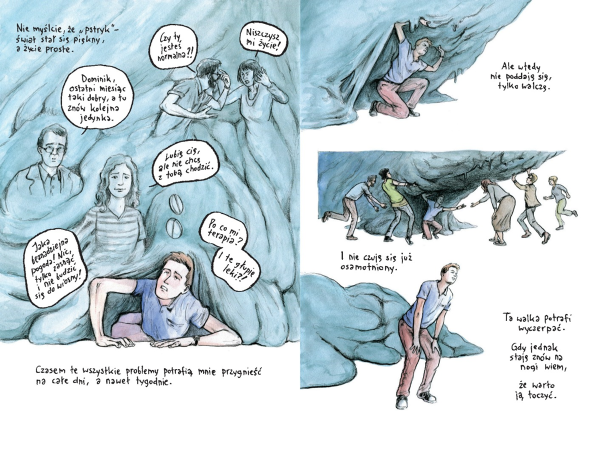 Nie myślcie, że „pstryk"-
świat stał się piękny,
a życie proste.
Czy ty
jesteś
normalna?!
Niszczysz
mi życie!
Dominik,
ostatni miesiąc
taki dobry, a tu
znów kolejna
jedynka.
Lubię cię,
ale nie chcę
z tobą chodzić.
Jaka
beznadziejna
pogoda! Nic,
tylko zasnąć
i nie budzić
się do wiosny!
Po co mi
terapia?
I te głupie
leki?!
Czasem te wszystkie problemy potrafią mnie przygnieść
na całe dni, a nawet tygodnie.
Ale wtedy
nie poddaję się,
tylko walczę.
I nie czuję się już
osamotniony.
Ta walka potrafi
wyczerpać.
Gdy jednak
staję znów na
nogi wiem,
że warto
ją toczyć.